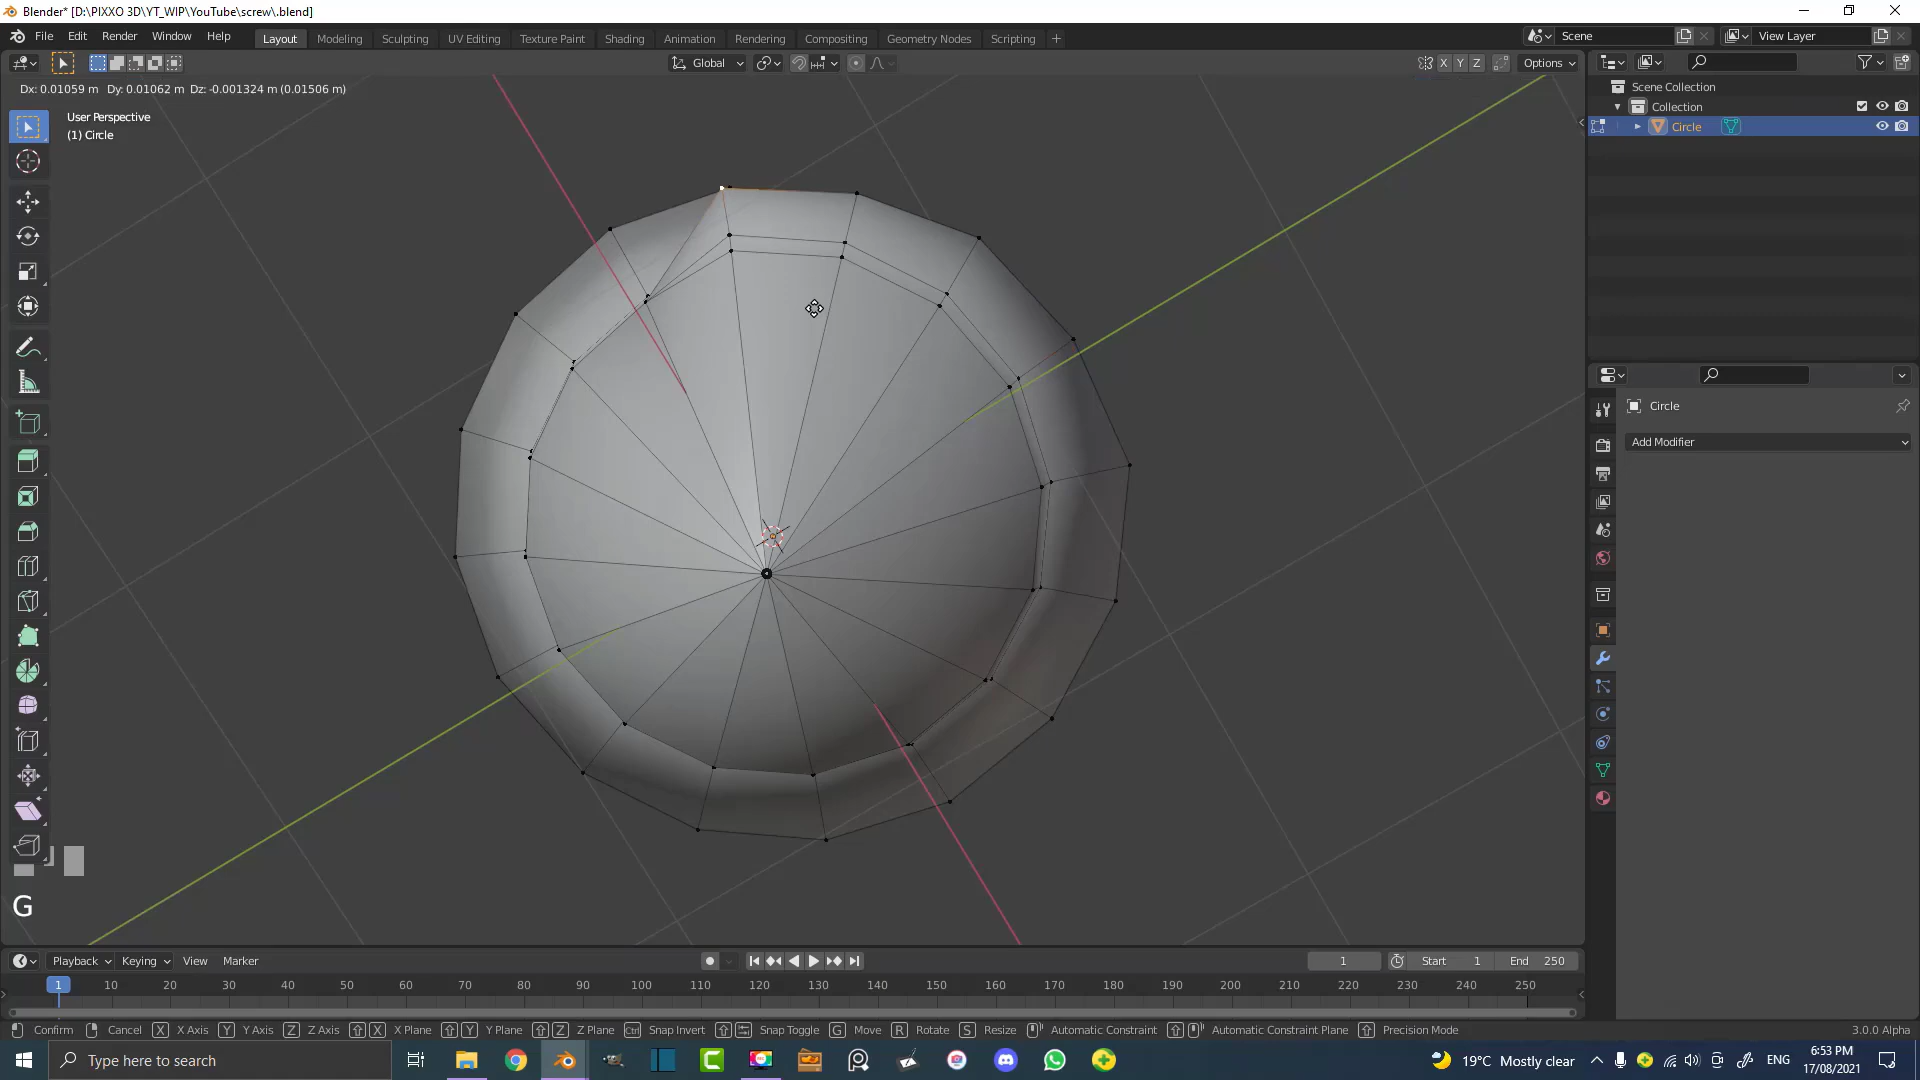 Blender* [D:\PIXXO 3D\YT_WIP\YouTube\screw\.blend]
File Edit Render Window Help Layout Modeling Sculpting UV Editing Texture Paint Shading Animation Rendering Compositing Geometry Nodes Scripting + Scene View Layer
Global X Y Z Options
Dx: 0.01059 m Dy: 0.01062 m Dz: -0.001324 m (0.01506 m)
Scene Collection
Collection
Circle
User Perspective
(1) Circle
Circle
Add Modifier
G
Playback Keying View Marker 1 Start 1 End 250
1 10 20 30 40 50 60 70 80 90 100 110 120 130 140 150 160 170 180 190 200 210 220 230 240 250
Confirm Cancel X X Axis Y Y Axis Z Z Axis X X Plane Y Y Plane Z Z Plane Ctrl Snap Invert Snap Toggle G Move R Rotate S Resize Automatic Constraint Automatic Constraint Plane Precision Mode 3.0.0 Alpha
Type here to search 19°C Mostly clear ENG 6:53 PM
17/08/2021